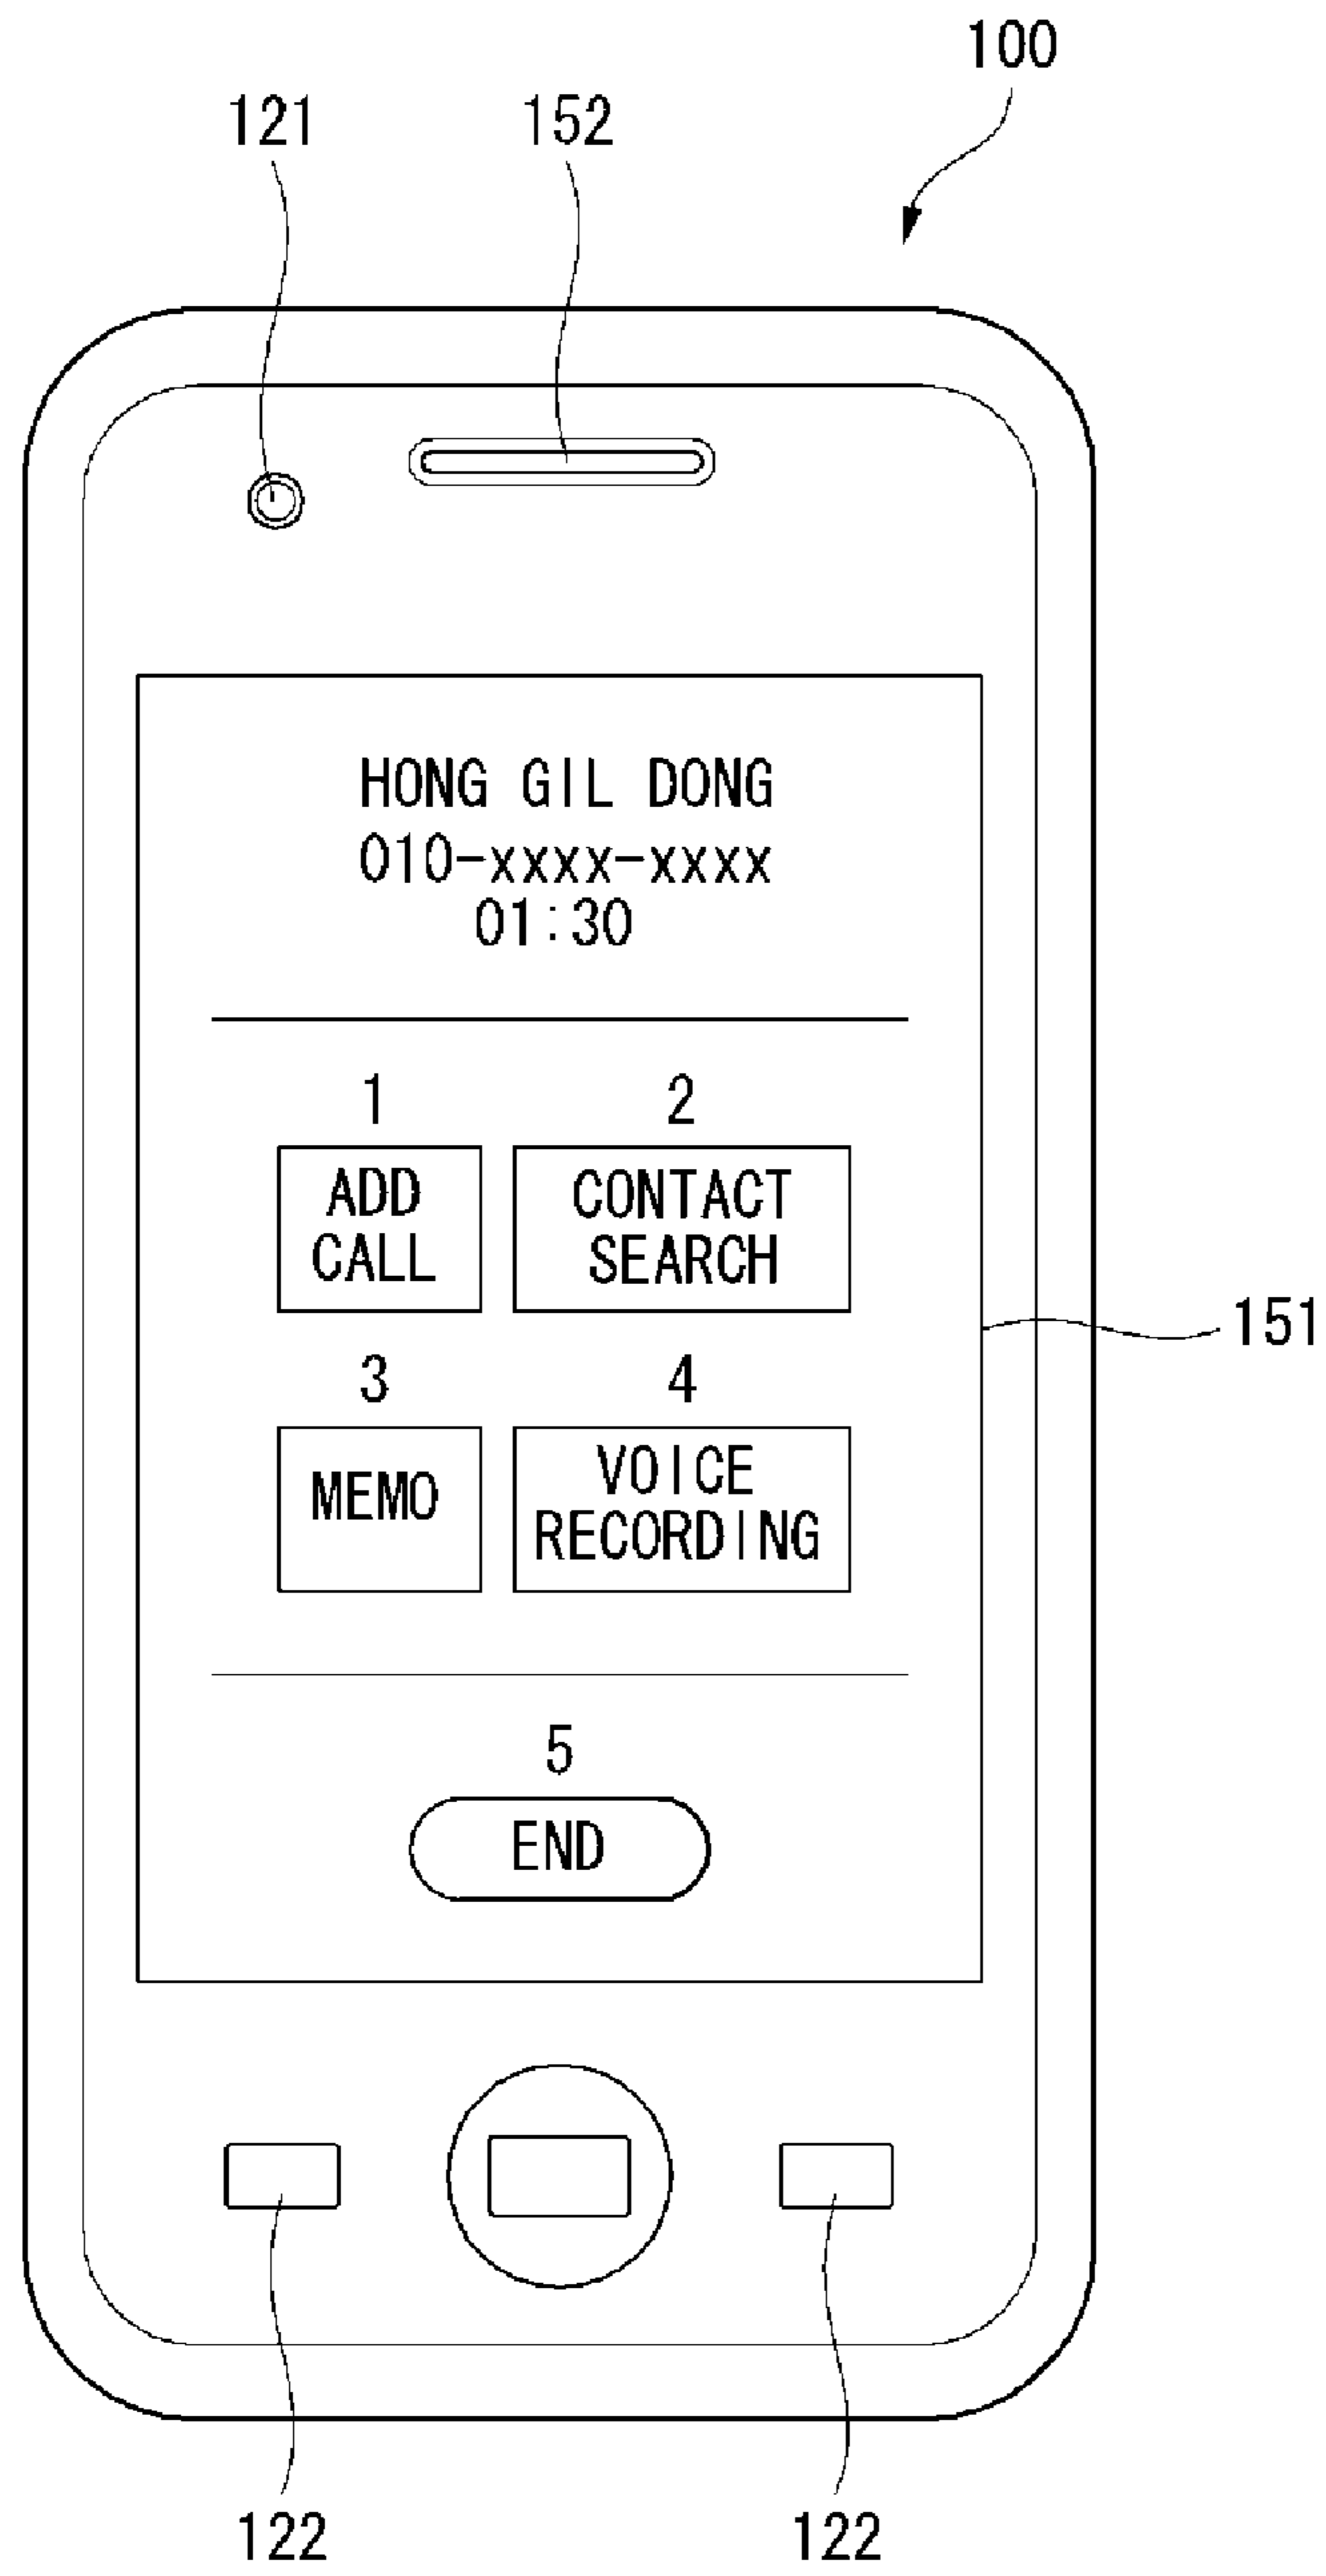 100
121 152
HONG GIL DONG
010-xxxx-xxxx
01:30
1 2
ADD
CALL
CONTACT
SEARCH
151
3 4
MEMO
VOICE
RECORDING
5
END
122 122